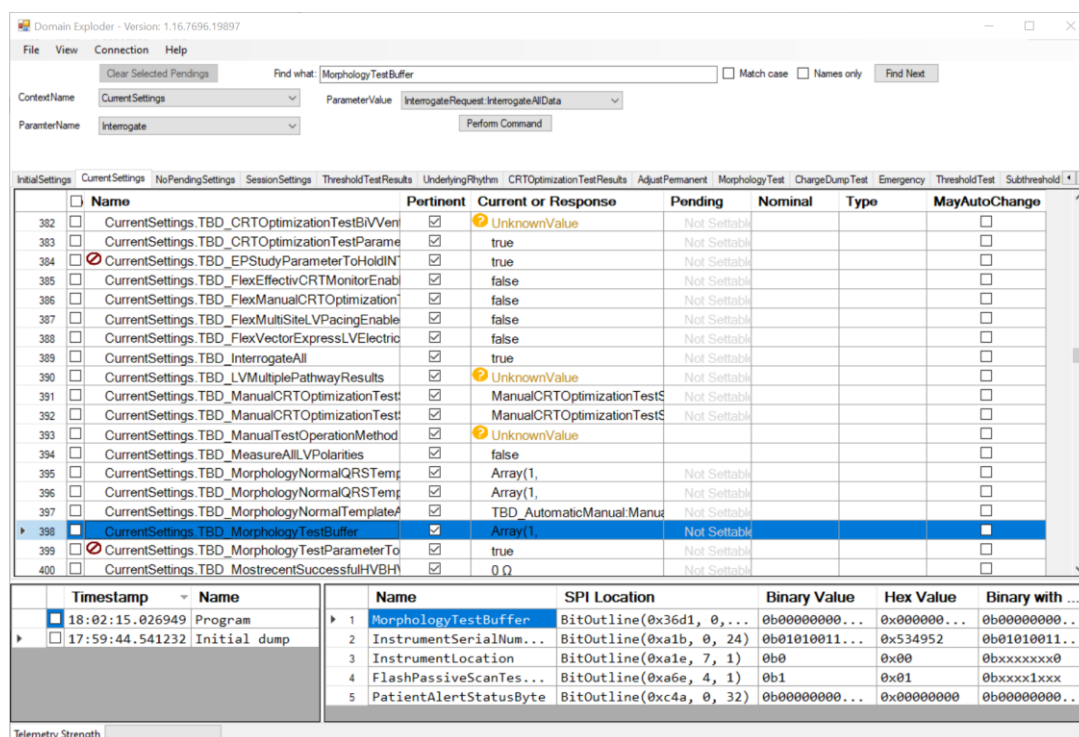 Domain Exploder - Version: 1.16.7696.19897
File View Connection Help
Clear Selected Pendings Find what: MorphologyTestBuffer Match case Names only Find Next
ContextName CurrentSettings ParameterValue InterrogateRequest:InterrogateAllData
ParamterName Interrogate Perform Command
InitialSettings CurrentSettings NoPendingSettings SessionSettings ThresholdTestResults UnderlyingRhythm CRTOptimizationTestResults AdjustPermanent MorphologyTest ChargeDumpTest Emergency ThresholdTest Subthreshold
Name Pertinent Current or Response Pending Nominal Type MayAutoChange
382 CurrentSettings.TBD_CRTOptimizationTestBiVVent UnknownValue Not Settable
383 CurrentSettings.TBD_CRTOptimizationTestParame true Not Settable
384 CurrentSettings.TBD_EPStudyParameterToHoldINT true Not Settable
385 CurrentSettings.TBD_FlexEffectivCRTMonitorEnabl false Not Settable
386 CurrentSettings.TBD_FlexManualCRTOptimizationT false Not Settable
387 CurrentSettings.TBD_FlexMultiSiteLVPacingEnable false Not Settable
388 CurrentSettings.TBD_FlexVectorExpressLVElectric false Not Settable
389 CurrentSettings.TBD_InterrogateAll true Not Settable
390 CurrentSettings.TBD_LVMultiplePathwayResults UnknownValue Not Settable
391 CurrentSettings.TBD_ManualCRTOptimizationTestS ManualCRTOptimizationTestS Not Settable
392 CurrentSettings.TBD_ManualCRTOptimizationTestS ManualCRTOptimizationTestS Not Settable
393 CurrentSettings.TBD_ManualTestOperationMethod UnknownValue
394 CurrentSettings.TBD_MeasureAllLVPolarities false
395 CurrentSettings.TBD_MorphologyNormalQRSTemp Array(1, Not Settable
396 CurrentSettings.TBD_MorphologyNormalQRSTemp Array(1, Not Settable
397 CurrentSettings.TBD_MorphologyNormalTemplateA TBD_AutomaticManual:Manua Not Settable
398 CurrentSettings.TBD_MorphologyTestBuffer Array(1, Not Settable
399 CurrentSettings.TBD_MorphologyTestParameterTo true Not Settable
400 CurrentSettings.TBD_MostrecentSuccessfulHVBHV 0 Ω Not Settable
Timestamp Name
18:02:15.026949 Program
17:59:44.541232 Initial dump
Name SPI Location Binary Value Hex Value Binary with ...
1 MorphologyTestBuffer BitOutline(0x36d1, 0,... 0b00000000... 0x000000... 0b00000000..
2 InstrumentSerialNum... BitOutline(0xa1b, 0, 24) 0b01010011... 0x534952 0b01010011..
3 InstrumentLocation BitOutline(0xa1e, 7, 1) 0b0 0x00 0bxxxxxxx0
4 FlashPassiveScanTes... BitOutline(0xa6e, 4, 1) 0b1 0x01 0bxxxx1xxx
5 PatientAlertStatusByte BitOutline(0xc4a, 0, 32) 0b00000000... 0x00000000 0b00000000..
Telemetry Strength